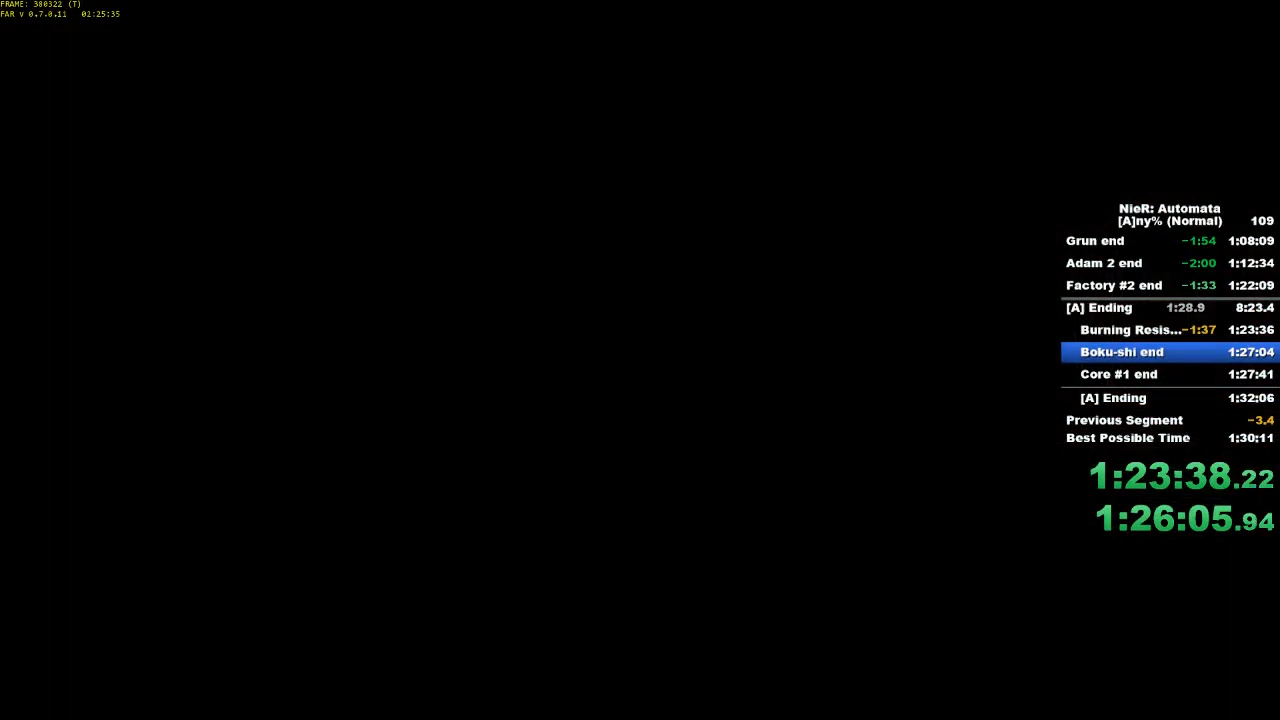 FRAME: 380322 (T)
FAR v 0.7.0.11 02:25:35
NieR: Automata
[A]ny% (Normal) 109
Grun end −1:54 1:08:09
Adam 2 end −2:00 1:12:34
Factory #2 end −1:33 1:22:09
[A] Ending 1:28.9 8:23.4
Burning Resis... −1:37 1:23:36
Boku-shi end 1:27:04
Core #1 end 1:27:41
[A] Ending 1:32:06
Previous Segment −3.4
Best Possible Time 1:30:11
1:23:38.22
1:26:05.94